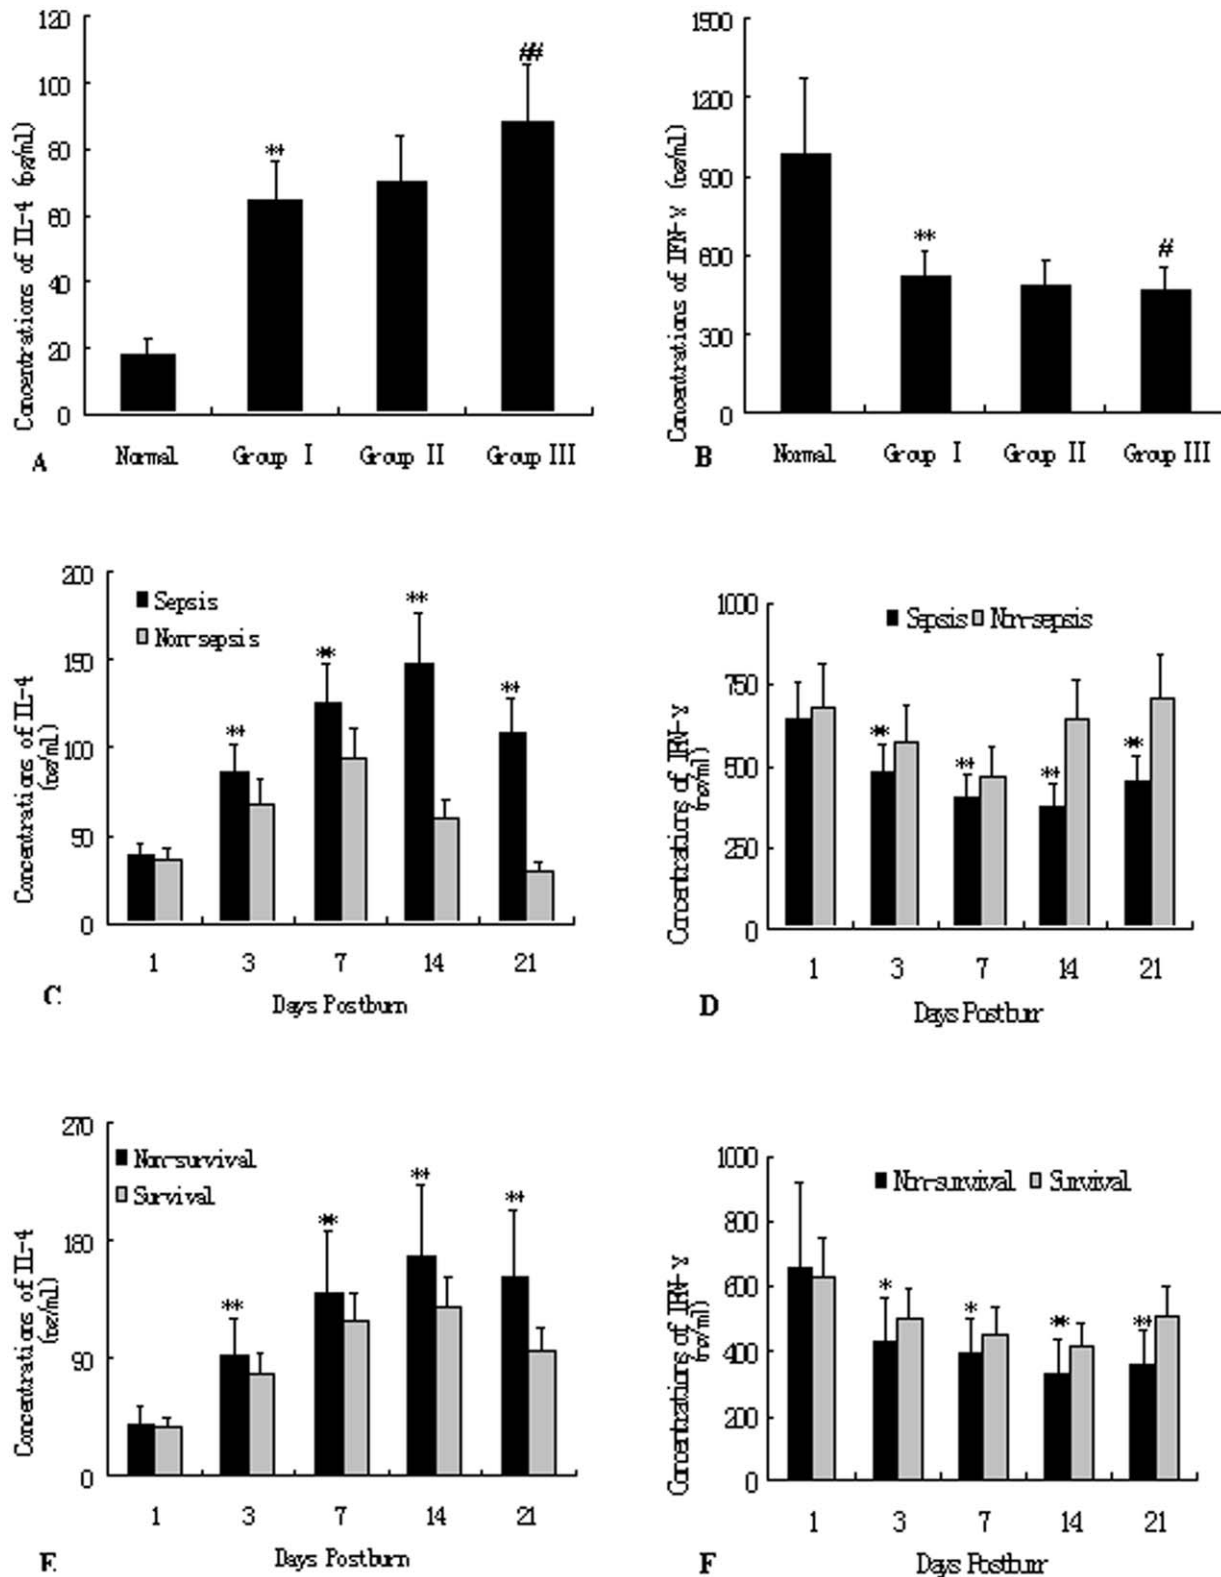 120
100
80
60
40
20
0
Concentrations of IL-4 (pg/ml)
**
##
Normal Group I Group II Group III
A
1500
1200
900
600
300
0
Concentrations of IFN-γ (pg/ml)
**
#
Normal Group I Group II Group III
B
200
150
100
50
0
Concentrations of IL-4
(pg/ml)
Sepsis
Non-sepsis
**
**
**
**
1 3 7 14 21
Days Postburn
C
1000
750
500
250
0
Concentrations of IFN-γ
(pg/ml)
Sepsis Non-sepsis
**
**
**
**
1 3 7 14 21
Days Postburn
D
270
180
90
0
Concentrations of IL-4
(pg/ml)
Non-survival
Survival
**
**
**
**
1 3 7 14 21
Days Postburn
E
1000
800
600
400
200
0
Concentrations of IFN-γ
(pg/ml)
Non-survival Survival
*
*
**
**
1 3 7 14 21
Days Postburn
F